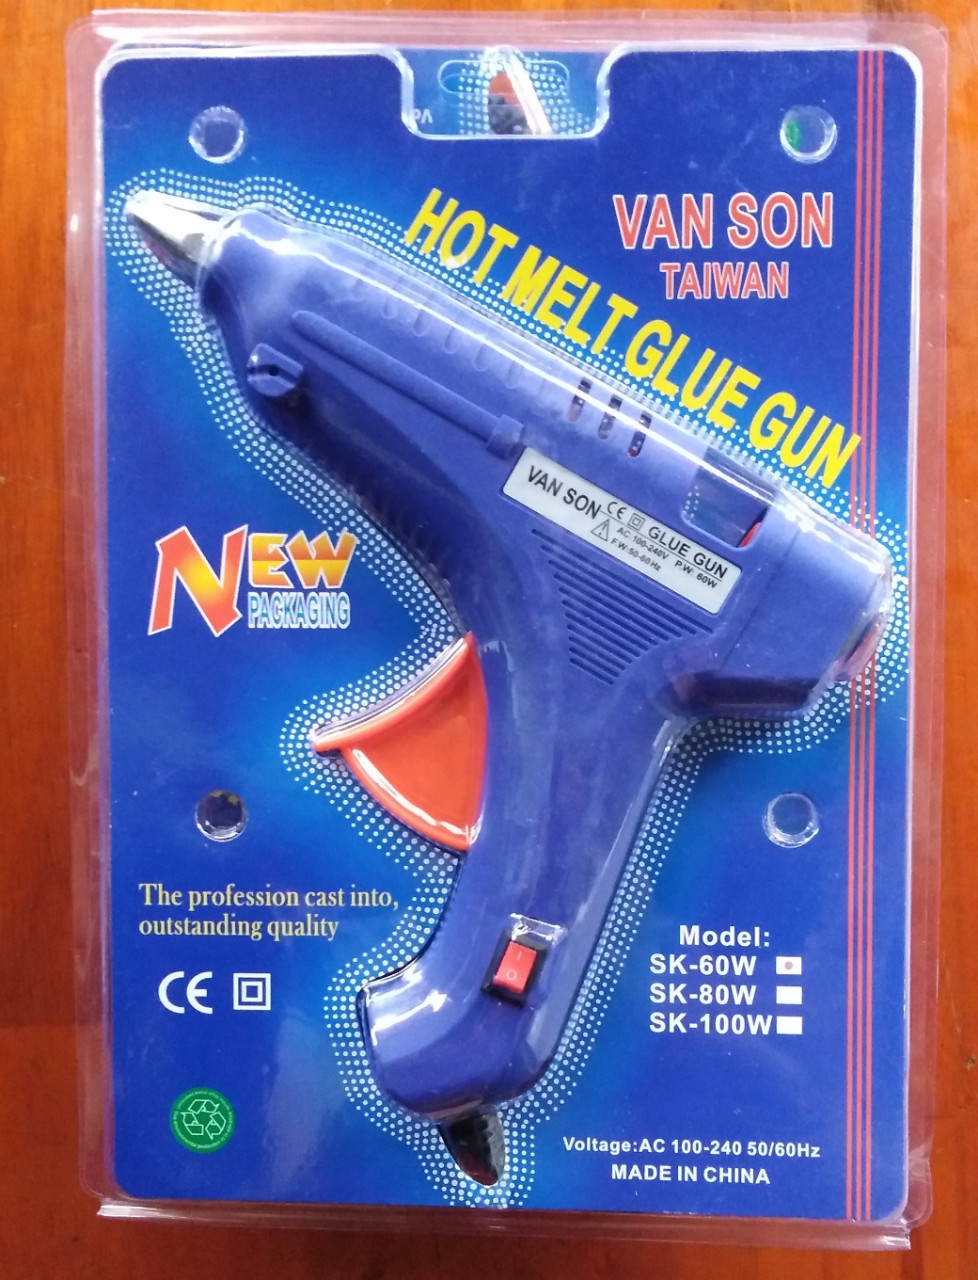 VAN SON
TAIWAN
HOT MELT GLUE GUN
VAN SON
CE
GLUE GUN
AC 100-240V
P.W: 60W
F.W:50-60Hz
NEW
PACKAGING
The profession cast into,
outstanding quality
CE
Model:
SK-60W
SK-80W
SK-100W
Voltage:AC 100-240 50/60Hz
MADE IN CHINA